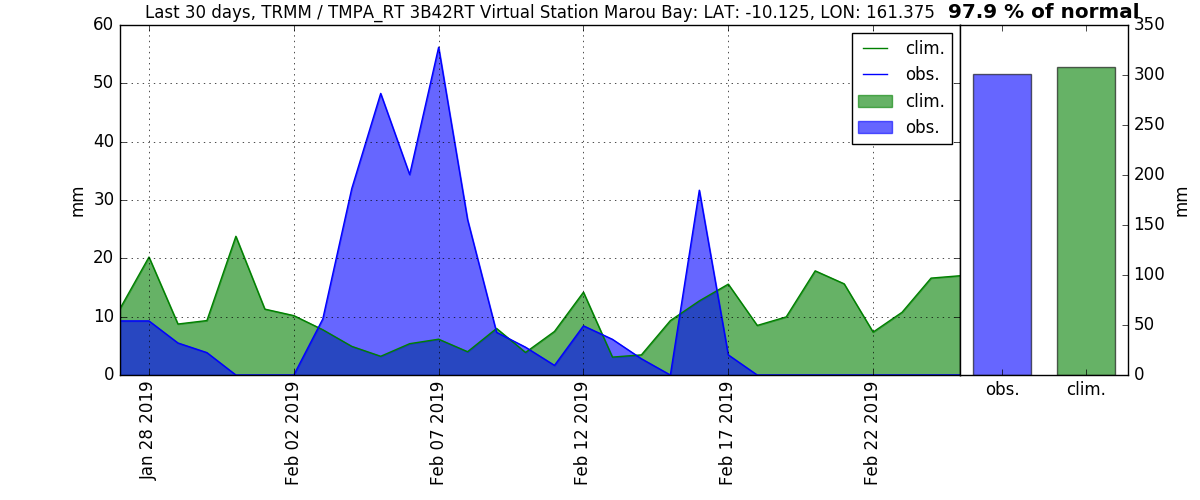 Last 30 days, TRMM / TMPA_RT 3B42RT Virtual Station Marou Bay: LAT: -10.125, LON: 161.375 97.9 % of normal
60
50
40
30
20
10
0
mm
clim.
obs.
clim.
obs.
Jan 28 2019
Feb 02 2019
Feb 07 2019
Feb 12 2019
Feb 17 2019
Feb 22 2019
350
300
250
200
150
100
50
0
mm
obs. clim.